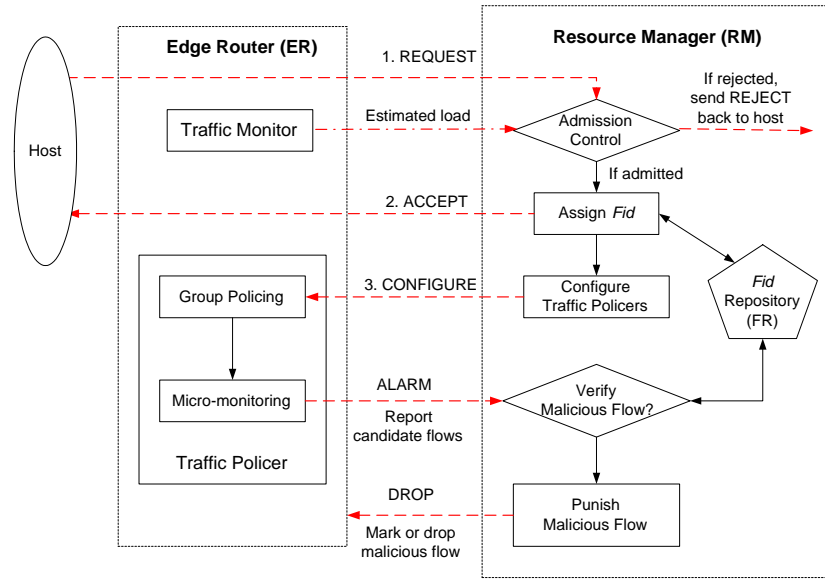 Edge Router (ER)
Resource Manager (RM)
1. REQUEST
If rejected,
send REJECT
back to host
Traffic Monitor
Estimated load
Admission
Control
Host
If admitted
2. ACCEPT
Assign Fid
Group Policing
3. CONFIGURE
Configure
Traffic Policers
Fid
Repository
(FR)
Micro-monitoring
ALARM
Report
candidate flows
Verify
Malicious Flow?
Traffic Policer
DROP
Mark or drop
malicious flow
Punish
Malicious Flow